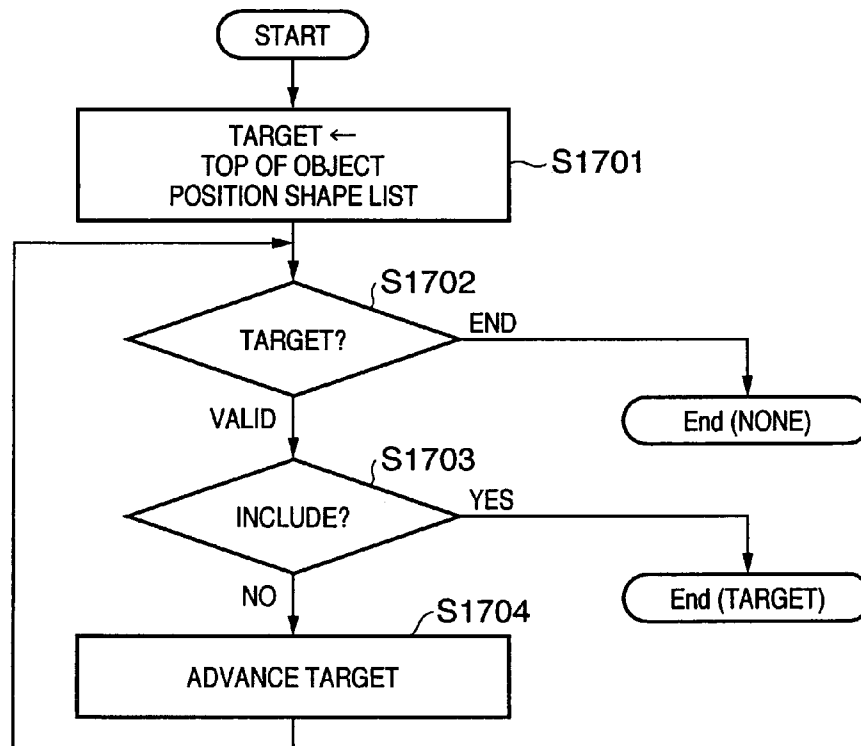 START
TARGET ←
TOP OF OBJECT
POSITION SHAPE LIST
S1701
S1702
TARGET?
END
End (NONE)
VALID
S1703
INCLUDE?
YES
End (TARGET)
NO
S1704
ADVANCE TARGET